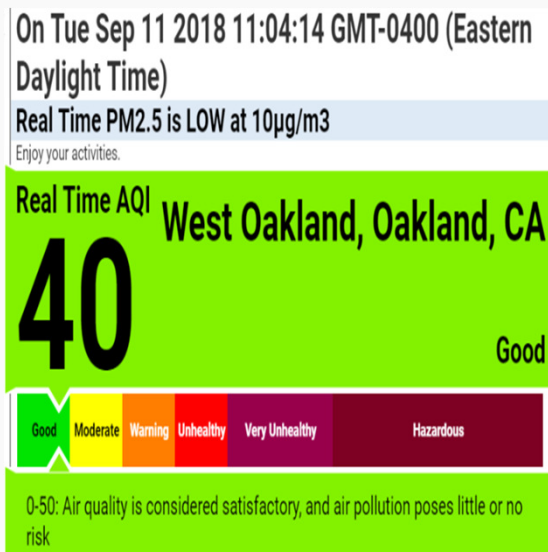 On Tue Sep 11 2018 11:04:14 GMT-0400 (Eastern
Daylight Time)
Real Time PM2.5 is LOW at 10µg/m3
Enjoy your activities.
Real Time AQI
West Oakland, Oakland, CA
40
Good
Good Moderate Warning Unhealthy Very Unhealthy Hazardous
0-50: Air quality is considered satisfactory, and air pollution poses little or no
risk